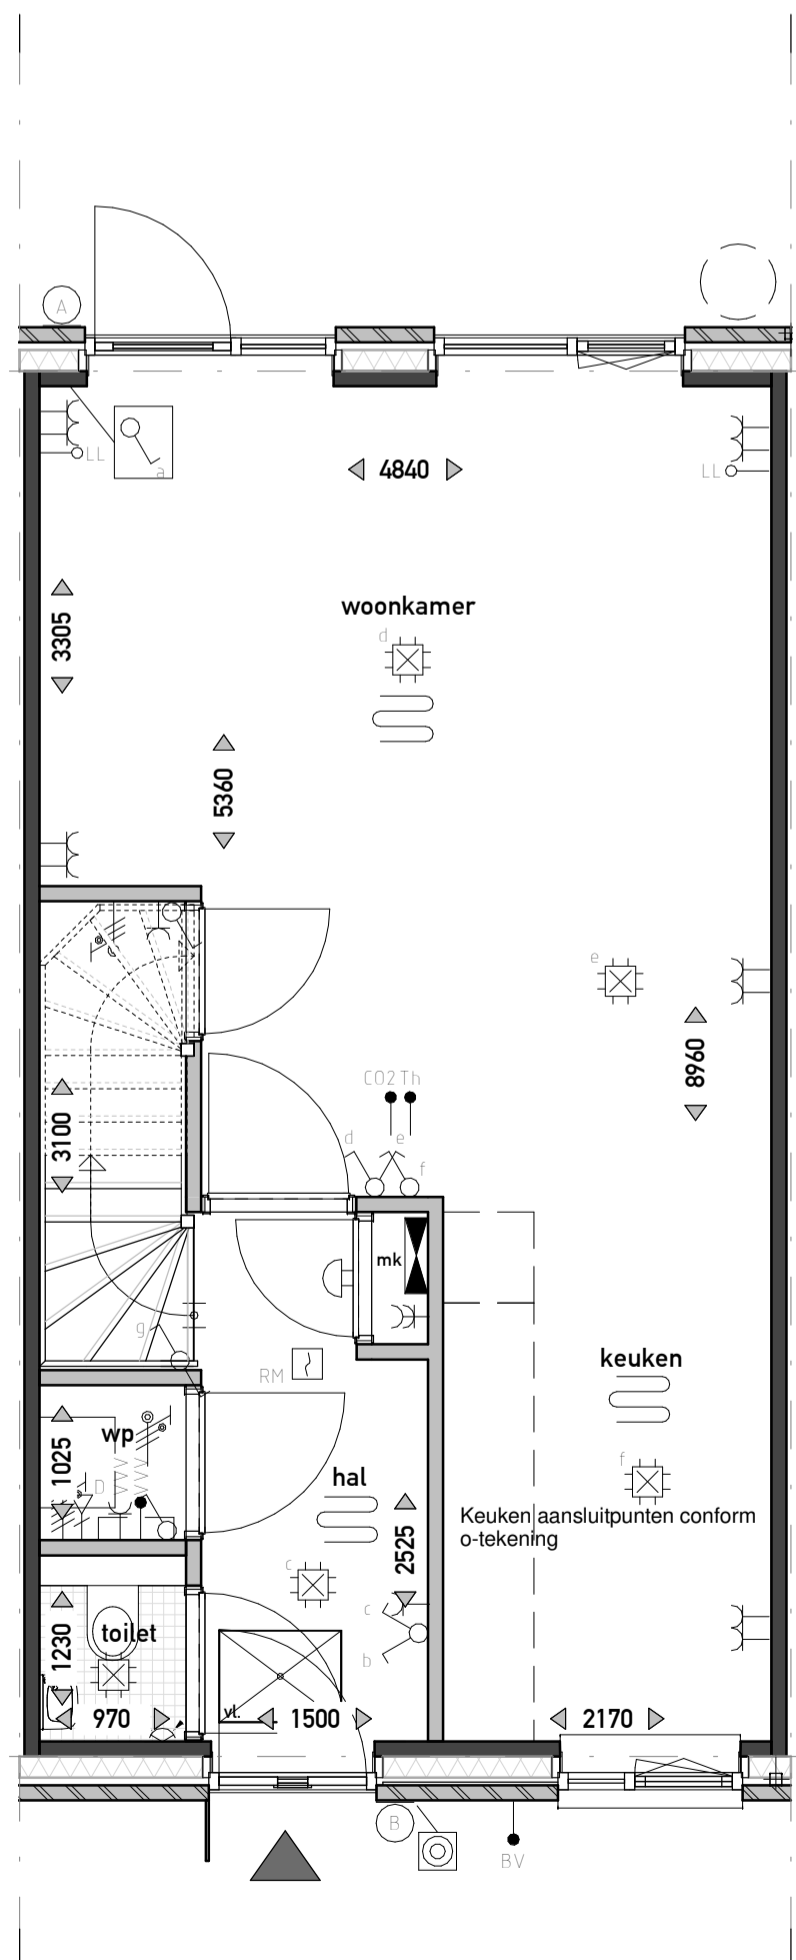 A
LL
a
LL
4840
woonkamer
d
3305
5360
e
8960
CO2 Th
d
e
f
3100
mk
g
RM
keuken
wp
1025
D
hal
f
Keuken aansluitpunten conform
o-tekening
2525
c
c
b
1230
toilet
970
vl.
1500
2170
B
BV